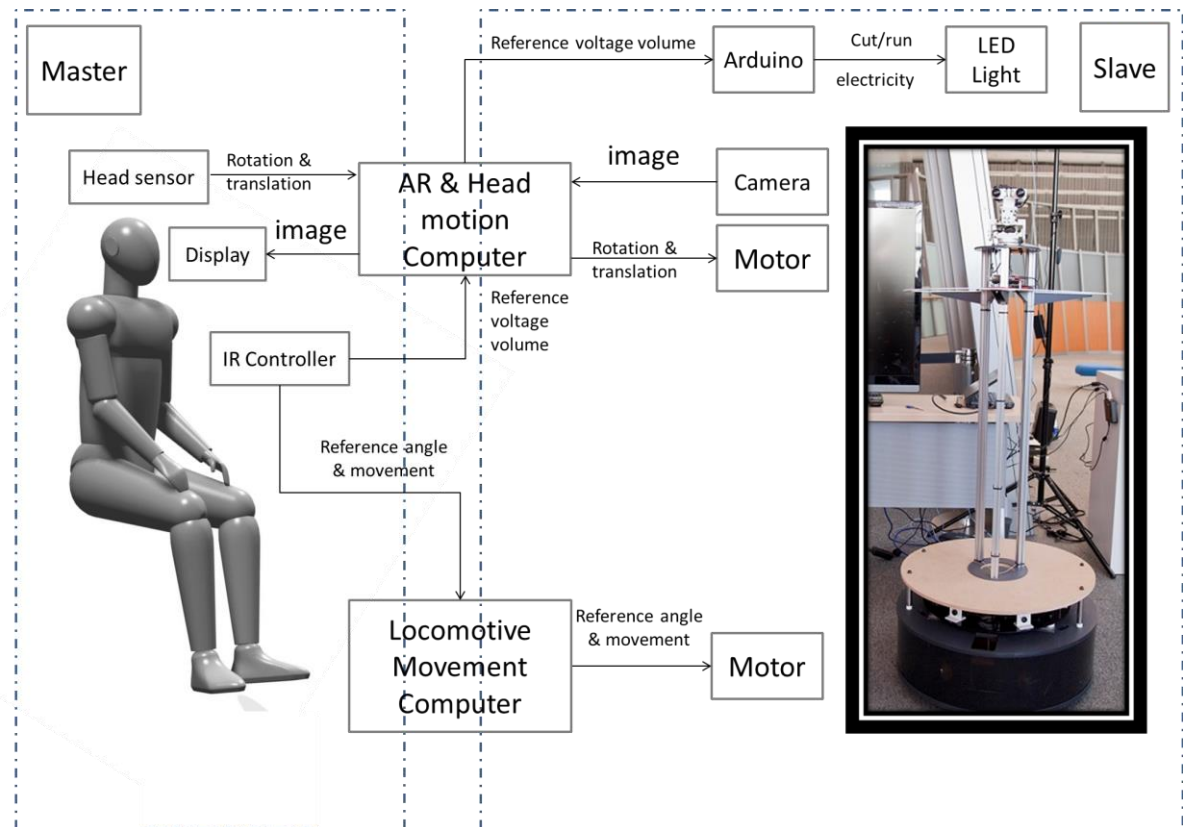 Master
Reference voltage volume
Arduino
Cut/run
electricity
LED
Light
Slave
Head sensor
Rotation &
translation
AR & Head
motion
Computer
image
Camera
Display
image
Rotation &
translation
Motor
IR Controller
Reference
voltage
volume
Reference angle
& movement
Locomotive
Movement
Computer
Reference angle
& movement
Motor